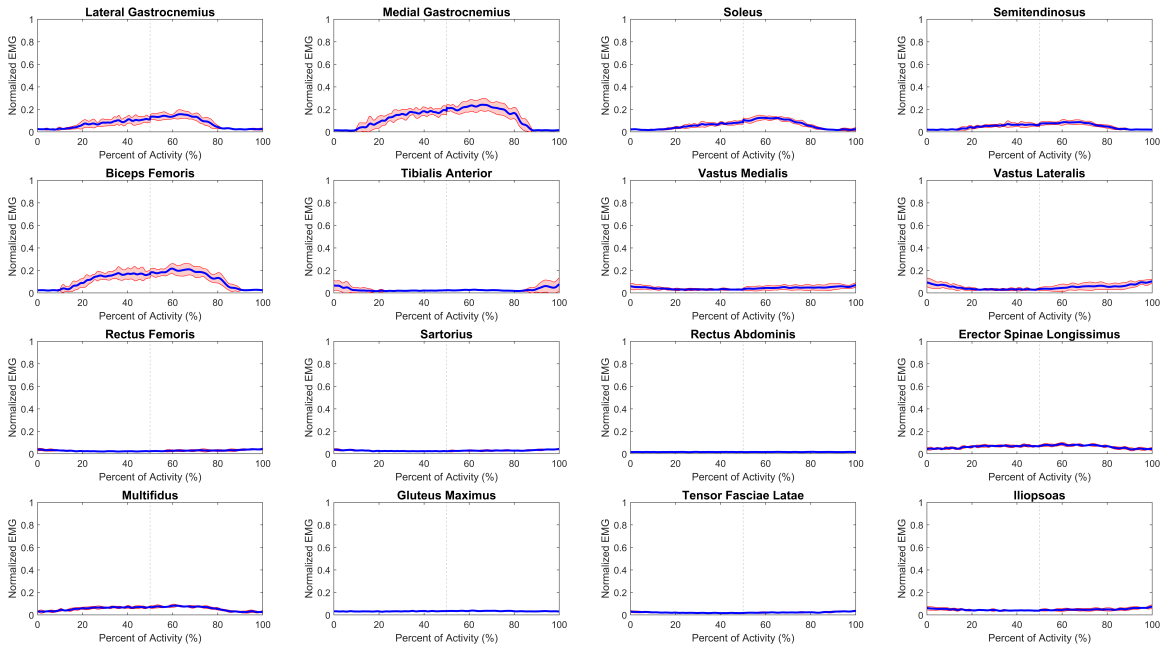 Lateral Gastrocnemius
Medial Gastrocnemius
Soleus
Semitendinosus
1
0.8
0.6
0.4
0.2
0
Normalized EMG
0 20 40 60 80 100
Percent of Activity (%)
1
0.8
0.6
0.4
0.2
0
Normalized EMG
0 20 40 60 80 100
Percent of Activity (%)
1
0.8
0.6
0.4
0.2
0
Normalized EMG
0 20 40 60 80 100
Percent of Activity (%)
1
0.8
0.6
0.4
0.2
0
Normalized EMG
0 20 40 60 80 100
Percent of Activity (%)
Biceps Femoris
Tibialis Anterior
Vastus Medialis
Vastus Lateralis
1
0.8
0.6
0.4
0.2
0
Normalized EMG
0 20 40 60 80 100
Percent of Activity (%)
1
0.8
0.6
0.4
0.2
0
Normalized EMG
0 20 40 60 80 100
Percent of Activity (%)
1
0.8
0.6
0.4
0.2
0
Normalized EMG
0 20 40 60 80 100
Percent of Activity (%)
1
0.8
0.6
0.4
0.2
0
Normalized EMG
0 20 40 60 80 100
Percent of Activity (%)
Rectus Femoris
Sartorius
Rectus Abdominis
Erector Spinae Longissimus
1
0.8
0.6
0.4
0.2
0
Normalized EMG
0 20 40 60 80 100
Percent of Activity (%)
1
0.8
0.6
0.4
0.2
0
Normalized EMG
0 20 40 60 80 100
Percent of Activity (%)
1
0.8
0.6
0.4
0.2
0
Normalized EMG
0 20 40 60 80 100
Percent of Activity (%)
1
0.8
0.6
0.4
0.2
0
Normalized EMG
0 20 40 60 80 100
Percent of Activity (%)
Multifidus
Gluteus Maximus
Tensor Fasciae Latae
Iliopsoas
1
0.8
0.6
0.4
0.2
0
Normalized EMG
0 20 40 60 80 100
Percent of Activity (%)
1
0.8
0.6
0.4
0.2
0
Normalized EMG
0 20 40 60 80 100
Percent of Activity (%)
1
0.8
0.6
0.4
0.2
0
Normalized EMG
0 20 40 60 80 100
Percent of Activity (%)
1
0.8
0.6
0.4
0.2
0
Normalized EMG
0 20 40 60 80 100
Percent of Activity (%)